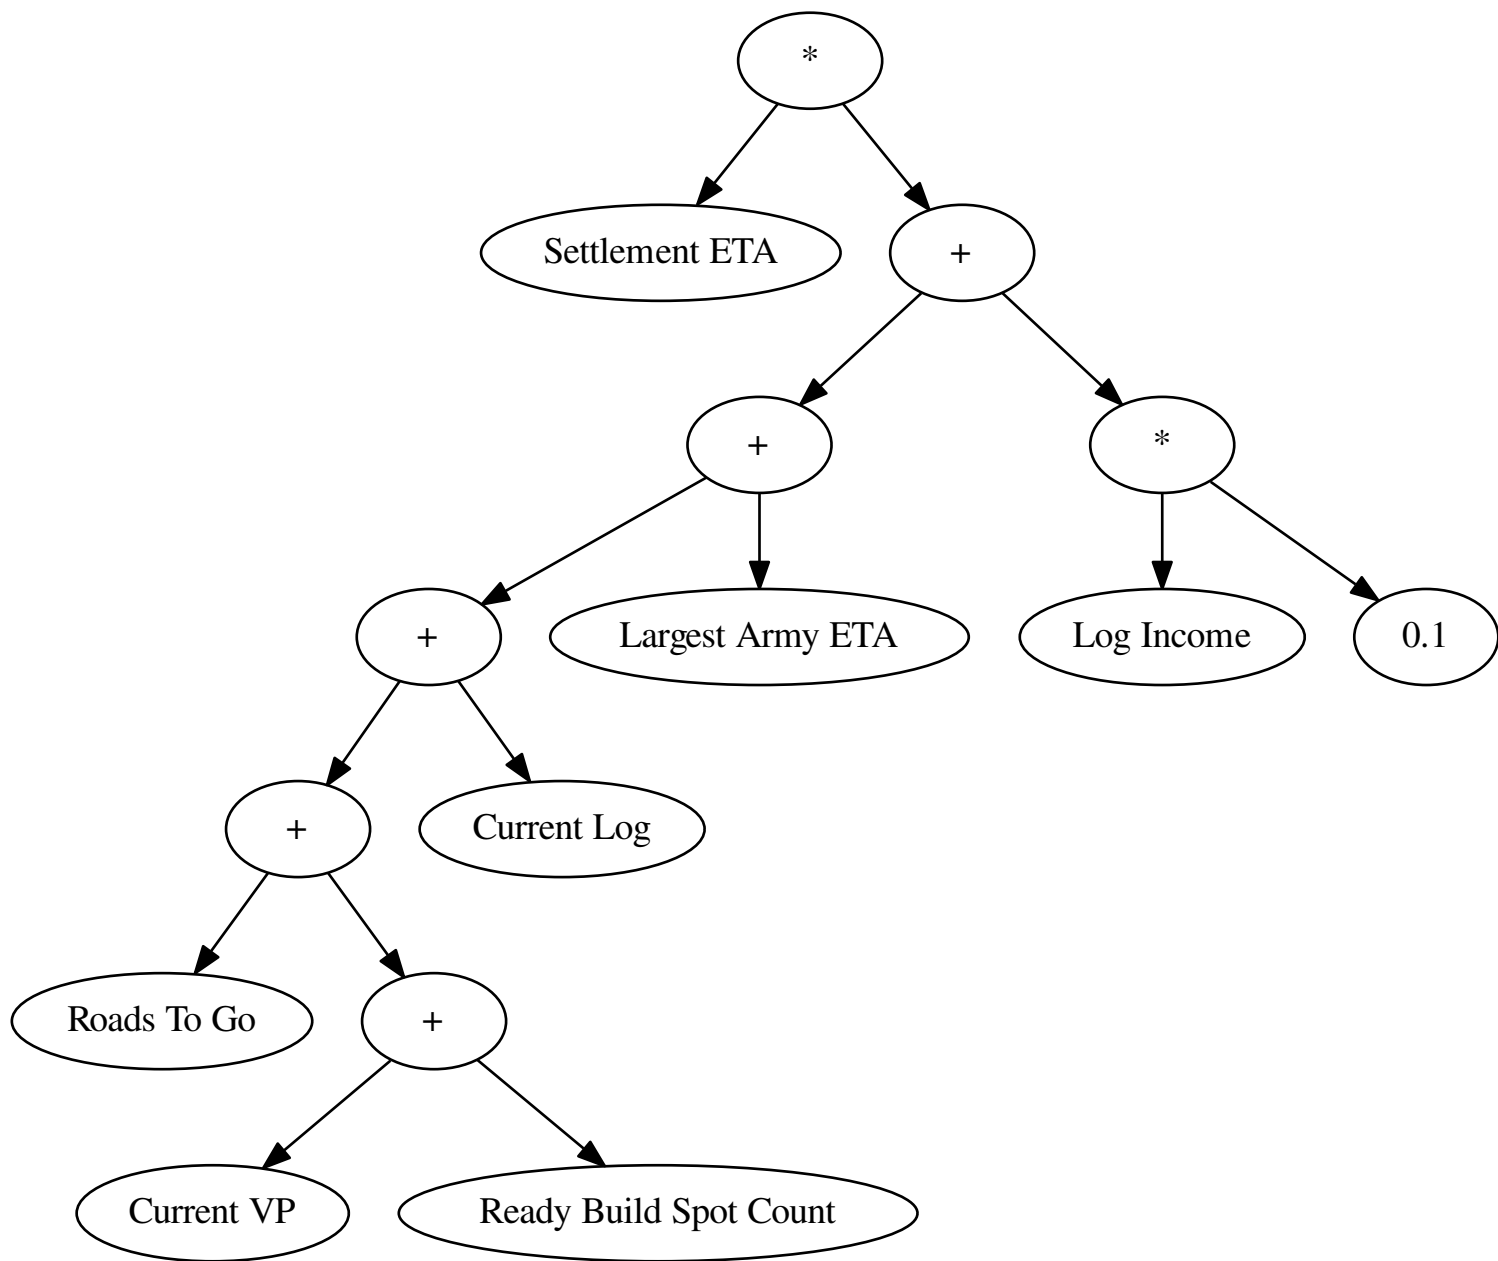 *
Settlement ETA
+
+
*
+
Largest Army ETA
Log Income
0.1
+
Current Log
Roads To Go
+
Current VP
Ready Build Spot Count